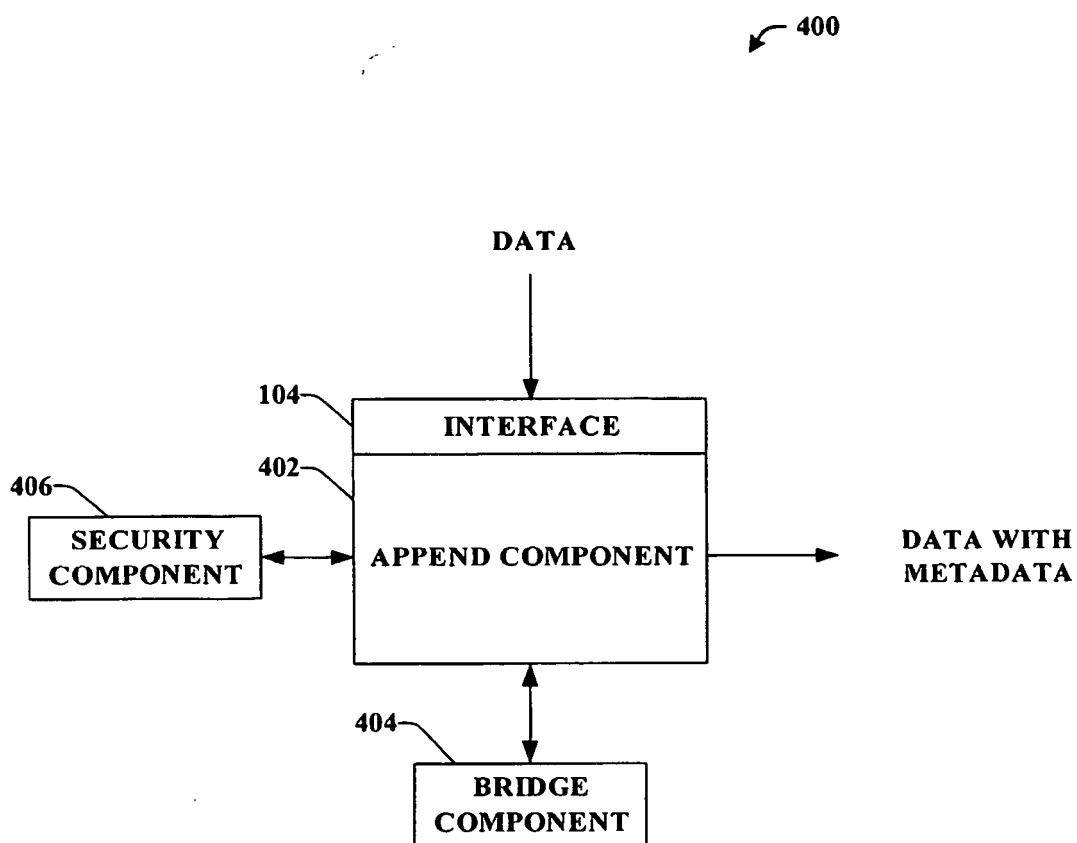 400
DATA
104
INTERFACE
402
406
SECURITY
COMPONENT
APPEND COMPONENT
DATA WITH
METADATA
404
BRIDGE
COMPONENT